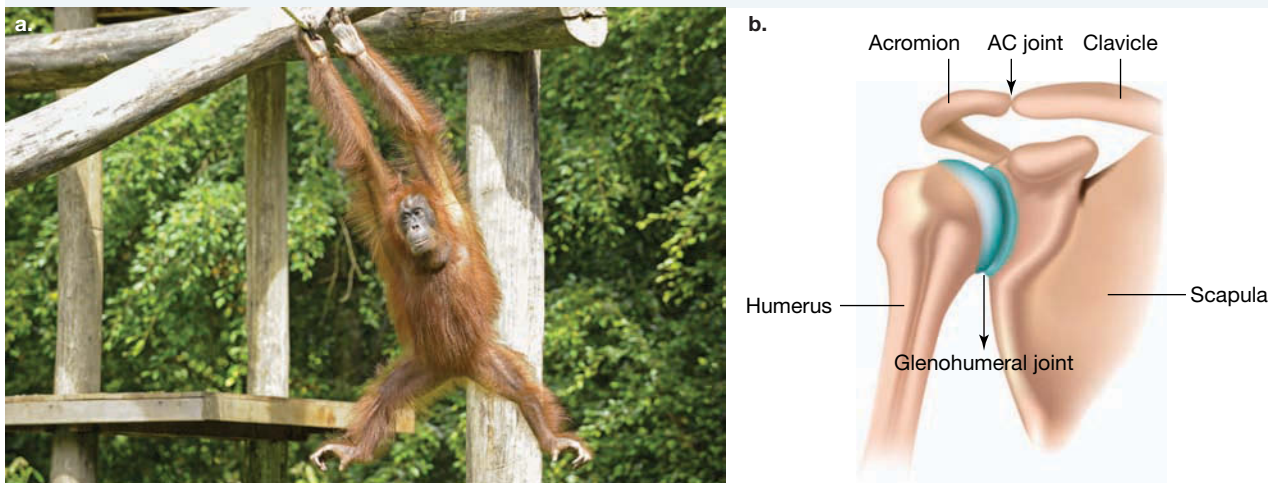 a.
b.
Acromion AC joint Clavicle
Humerus
Scapula
Glenohumeral joint